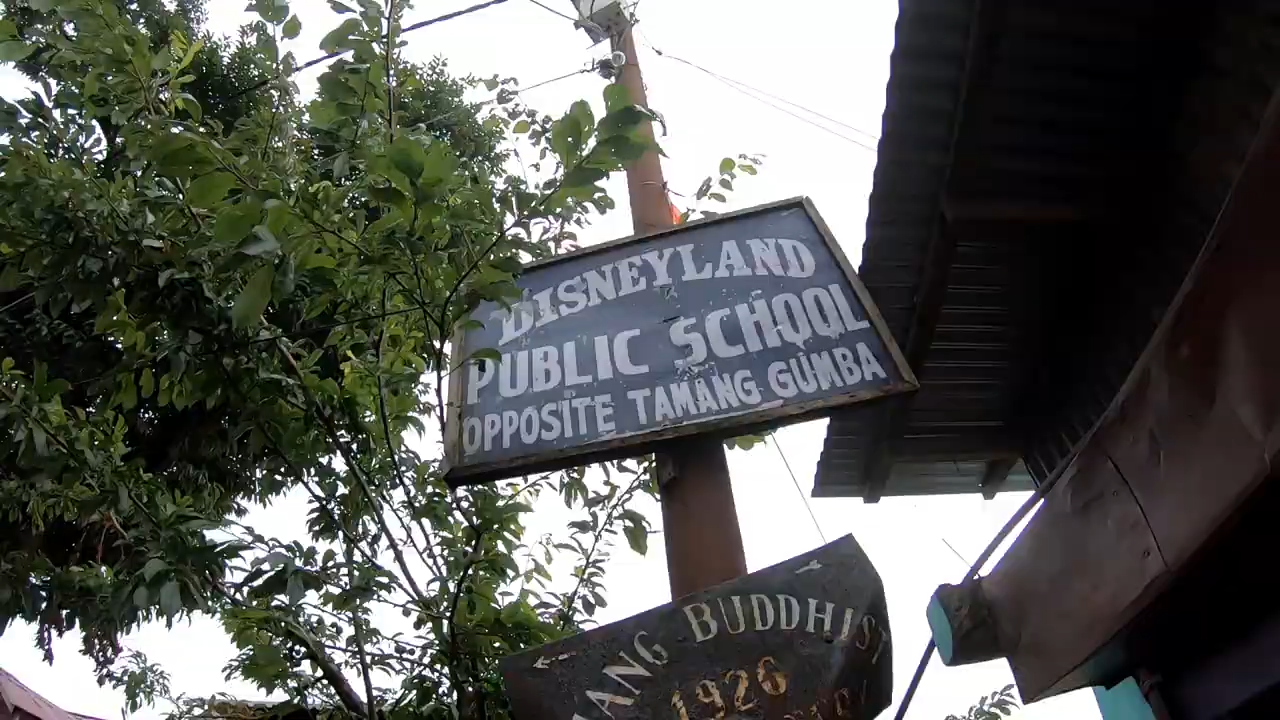 DISNEYLAND
PUBLIC SCHOOL
OPPOSITE TAMANG GUMBA
BUDDHIST
1926